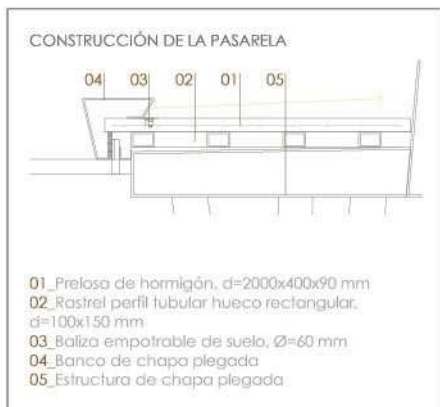 CONSTRUCCIÓN DE LA PASARELA
04 03 02 01 05
01_Prelosa de hormigón, d=2000x400x90 mm
02_Rastrel perfil tubular hueco rectangular,
d=100x150 mm
03_Baliza empotrable de suelo, Ø=60 mm
04_Banco de chapa plegada
05_Estructura de chapa plegada